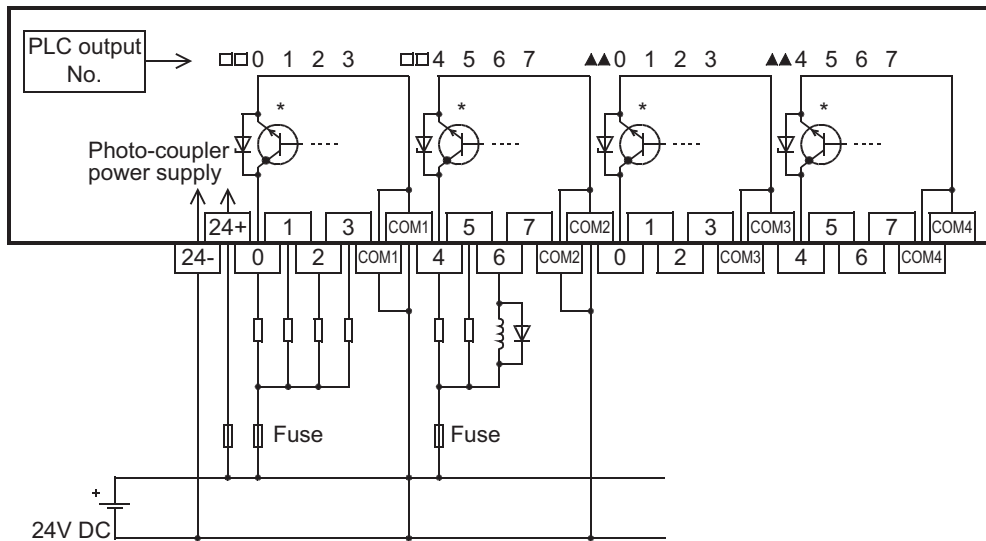 PLC output
No.
□□0 1 2 3 □□4 5 6 7 ▲▲0 1 2 3 ▲▲4 5 6 7
* * * *
Photo-coupler
power supply
24+ 1 3 COM1 5 7 COM2 1 3 COM3 5 7 COM4
24- 0 2 COM1 4 6 COM2 0 2 COM3 4 6 COM4
Fuse Fuse
+
24V DC